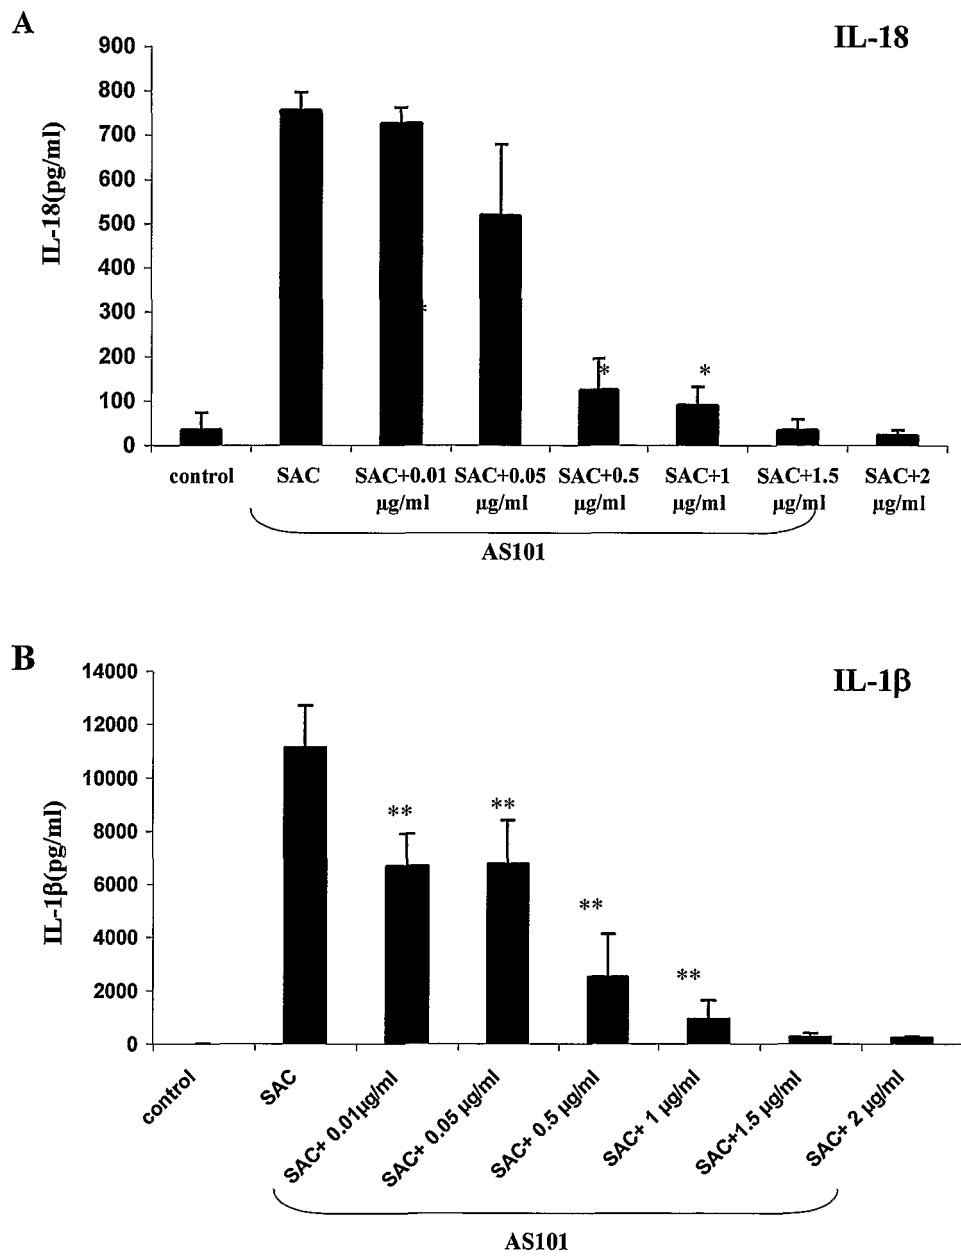 A
IL-18
900
800
700
600
500
400
300
200
100
0
IL-18(pg/ml)
*
*
control
SAC
SAC+0.01 SAC+0.05 SAC+0.5 SAC+1 SAC+1.5 SAC+2
µg/ml µg/ml µg/ml µg/ml µg/ml µg/ml
AS101
B
IL-1β
14000
12000
10000
8000
6000
4000
2000
0
IL-1β(pg/ml)
**
**
**
**
control
SAC
SAC+ 0.01µg/ml
SAC+ 0.05 µg/ml
SAC+ 0.5 µg/ml
SAC+ 1 µg/ml
SAC+1.5 µg/ml
SAC+ 2 µg/ml
AS101